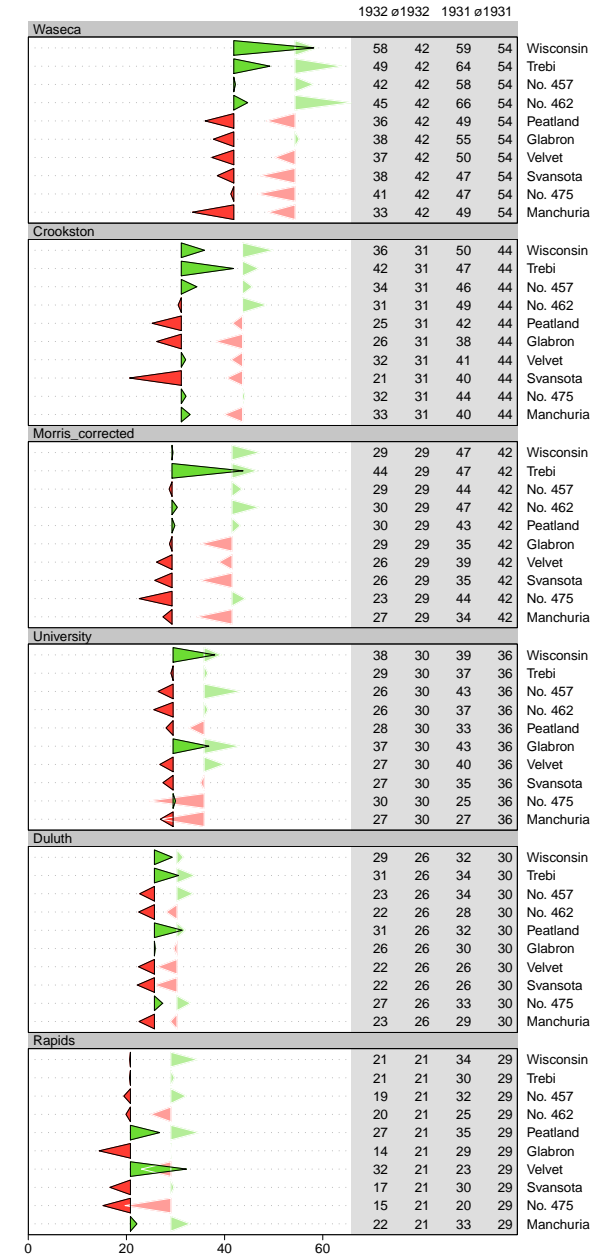 1932 ø1932 1931 ø1931
Waseca
58 42 59 54 Wisconsin
49 42 64 54 Trebi
42 42 58 54 No. 457
45 42 66 54 No. 462
36 42 49 54 Peatland
38 42 55 54 Glabron
37 42 50 54 Velvet
38 42 47 54 Svansota
41 42 47 54 No. 475
33 42 49 54 Manchuria
Crookston
36 31 50 44 Wisconsin
42 31 47 44 Trebi
34 31 46 44 No. 457
31 31 49 44 No. 462
25 31 42 44 Peatland
26 31 38 44 Glabron
32 31 41 44 Velvet
21 31 40 44 Svansota
32 31 44 44 No. 475
33 31 40 44 Manchuria
Morris_corrected
29 29 47 42 Wisconsin
44 29 47 42 Trebi
29 29 44 42 No. 457
30 29 47 42 No. 462
30 29 43 42 Peatland
29 29 35 42 Glabron
26 29 39 42 Velvet
26 29 35 42 Svansota
23 29 44 42 No. 475
27 29 34 42 Manchuria
University
38 30 39 36 Wisconsin
29 30 37 36 Trebi
26 30 43 36 No. 457
26 30 37 36 No. 462
28 30 33 36 Peatland
37 30 43 36 Glabron
27 30 40 36 Velvet
27 30 35 36 Svansota
30 30 25 36 No. 475
27 30 27 36 Manchuria
Duluth
29 26 32 30 Wisconsin
31 26 34 30 Trebi
23 26 34 30 No. 457
22 26 28 30 No. 462
31 26 32 30 Peatland
26 26 30 30 Glabron
22 26 26 30 Velvet
22 26 26 30 Svansota
27 26 33 30 No. 475
23 26 29 30 Manchuria
Rapids
21 21 34 29 Wisconsin
21 21 30 29 Trebi
19 21 32 29 No. 457
20 21 25 29 No. 462
27 21 35 29 Peatland
14 21 29 29 Glabron
32 21 23 29 Velvet
17 21 30 29 Svansota
15 21 20 29 No. 475
22 21 33 29 Manchuria
0 20 40 60